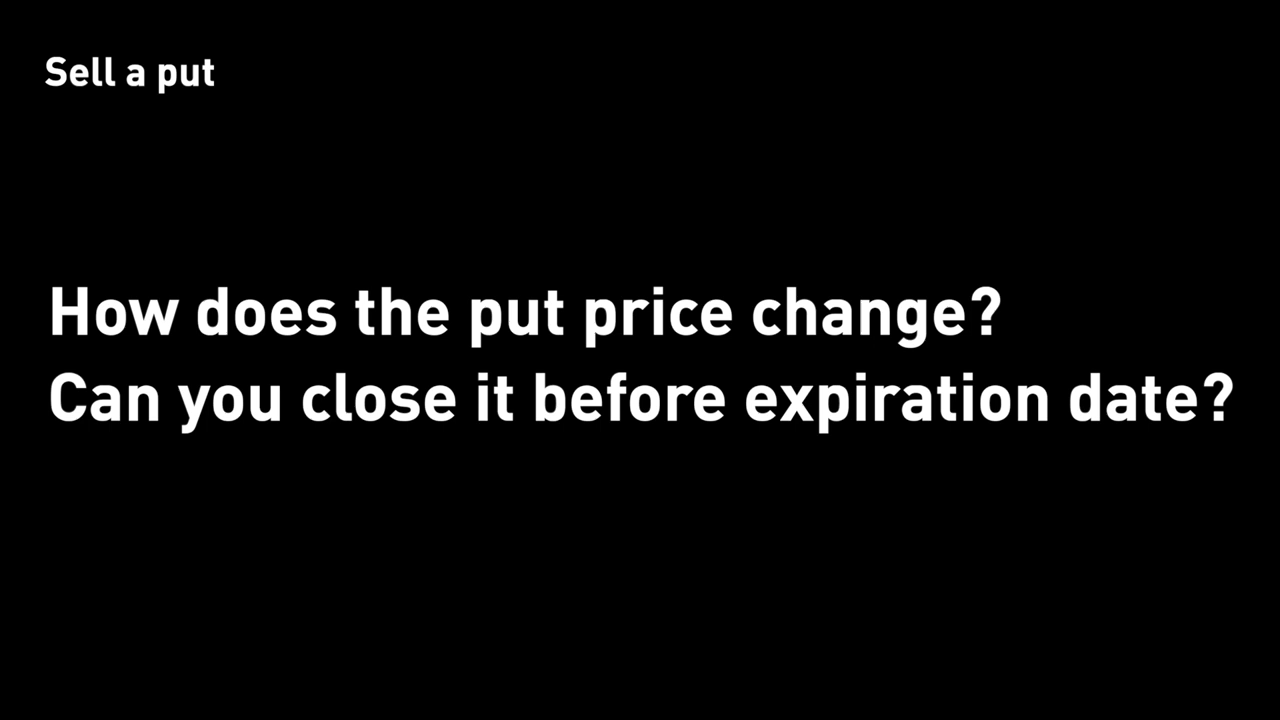 Sell a put
How does the put price change?
Can you close it before expiration date?